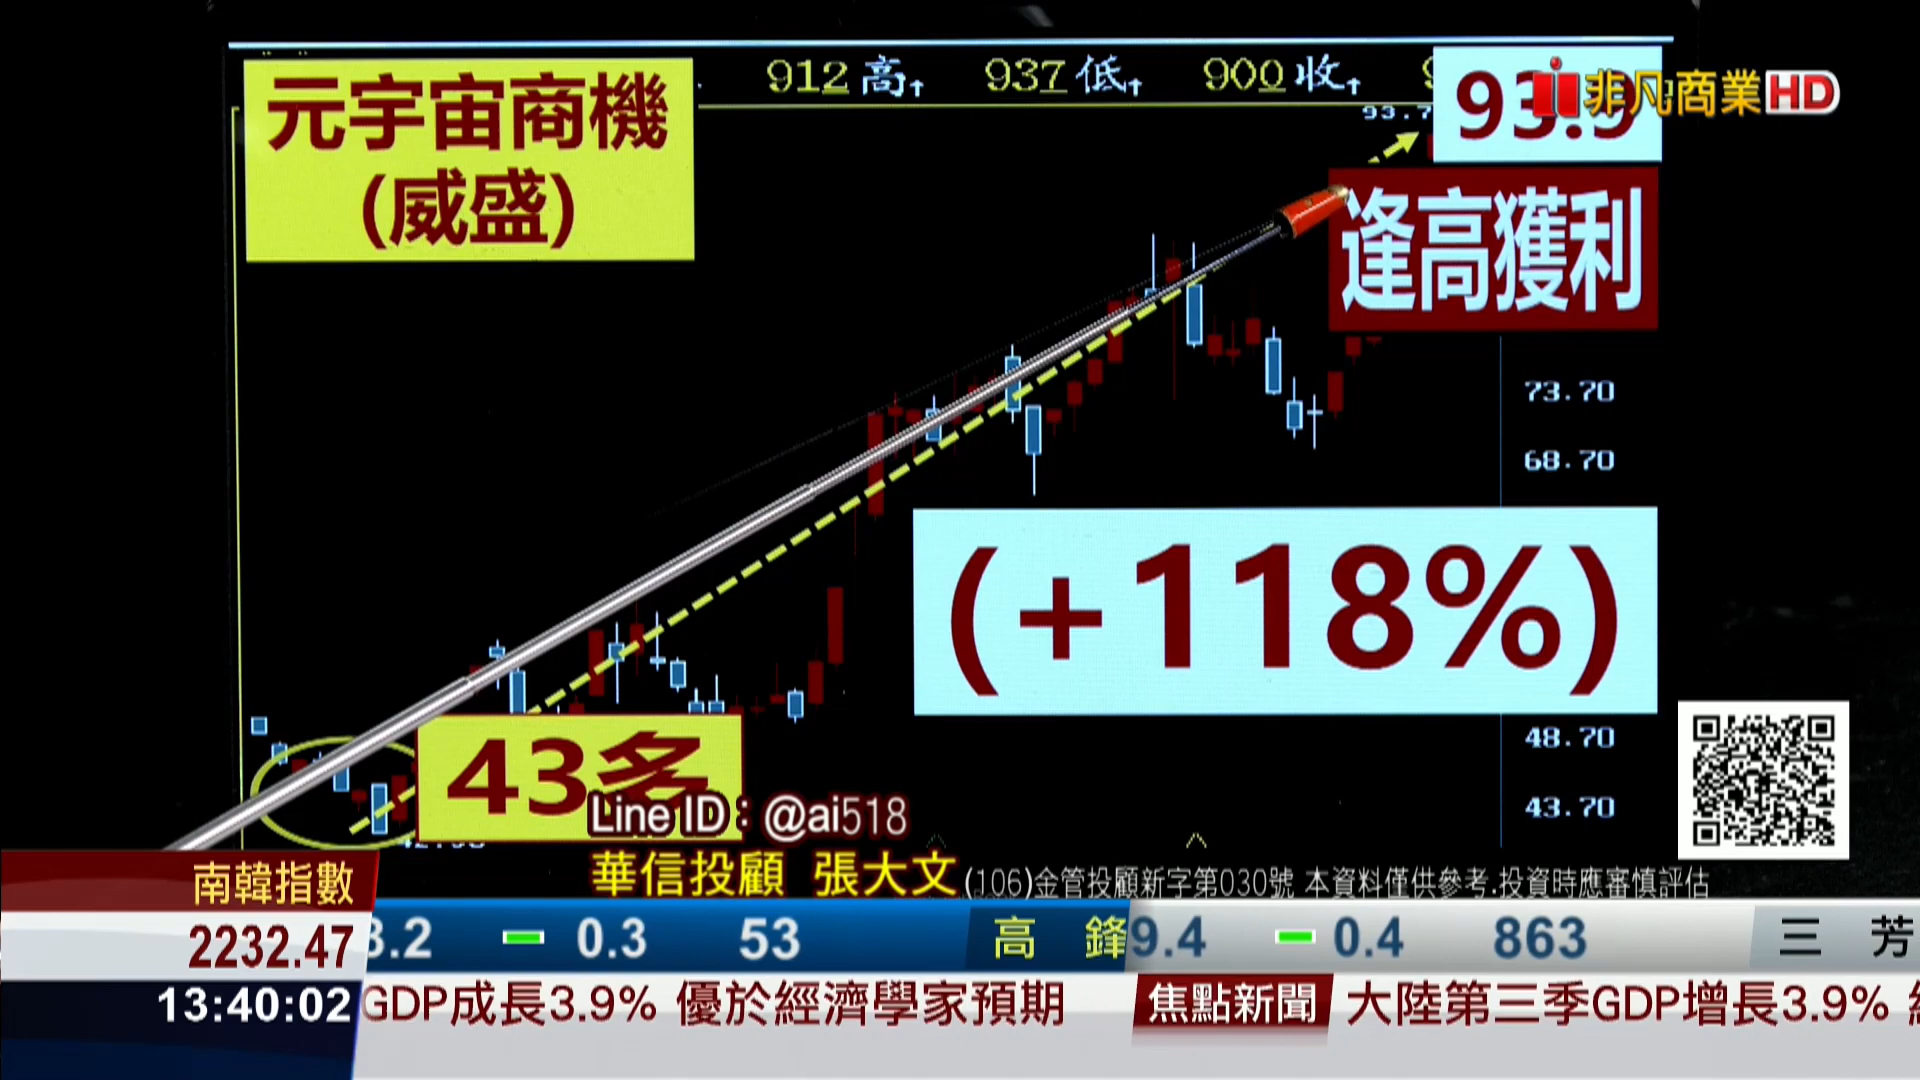 912高↑ 937低↑ 900收↑
元宇宙商機
(威盛)
93.9
非凡商業HD
93.7
逢高獲利
73.70
68.70
(+118%)
48.70
43.70
43多
Line ID：@ai518
華信投顧 張大文
(106)金管投顧新字第030號 本資料僅供參考.投資時應審慎評估
南韓指數
2232.47
13:40:02
3.2 0.3 53 高鋒 9.4 0.4 863 三芳
GDP成長3.9% 優於經濟學家預期 焦點新聞 大陸第三季GDP增長3.9%